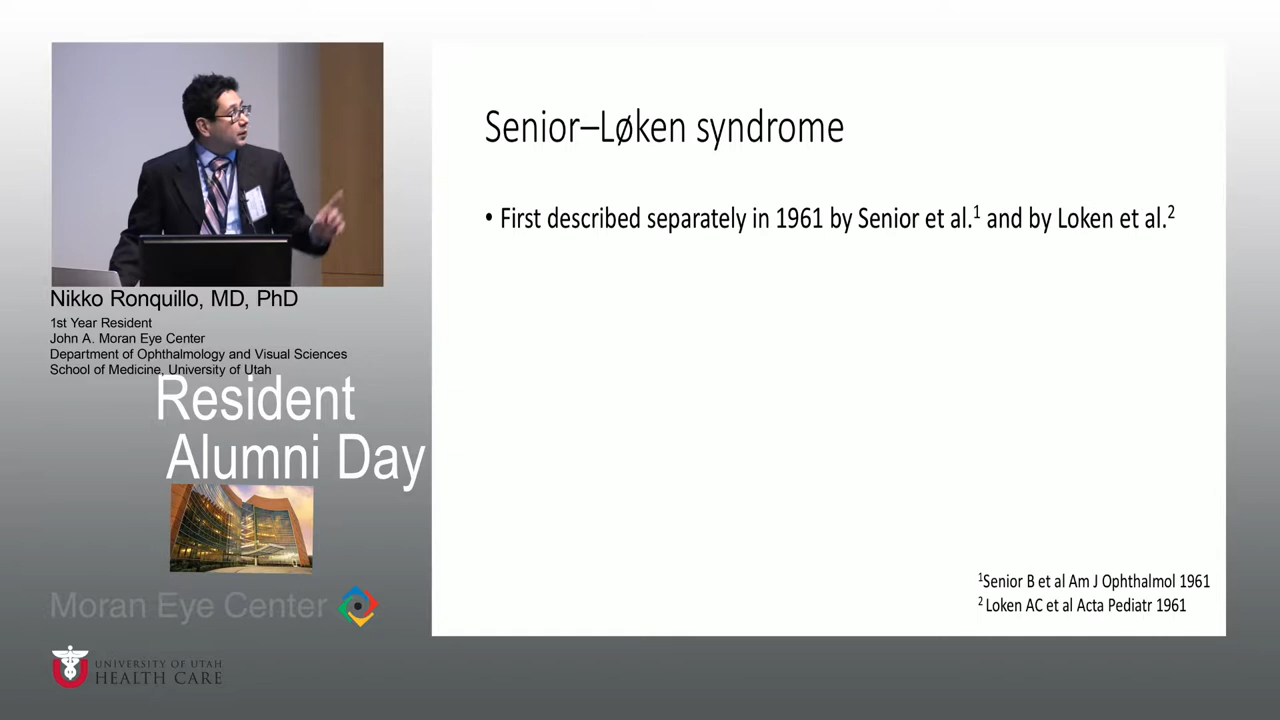 Nikko Ronquillo, MD, PhD
1st Year Resident
John A. Moran Eye Center
Department of Ophthalmology and Visual Sciences
School of Medicine, University of Utah
Resident
Alumni Day
Moran Eye Center
UNIVERSITY OF UTAH
HEALTH CARE
Senior–Løken syndrome
• First described separately in 1961 by Senior et al.¹ and by Loken et al.²
¹Senior B et al Am J Ophthalmol 1961
² Loken AC et al Acta Pediatr 1961